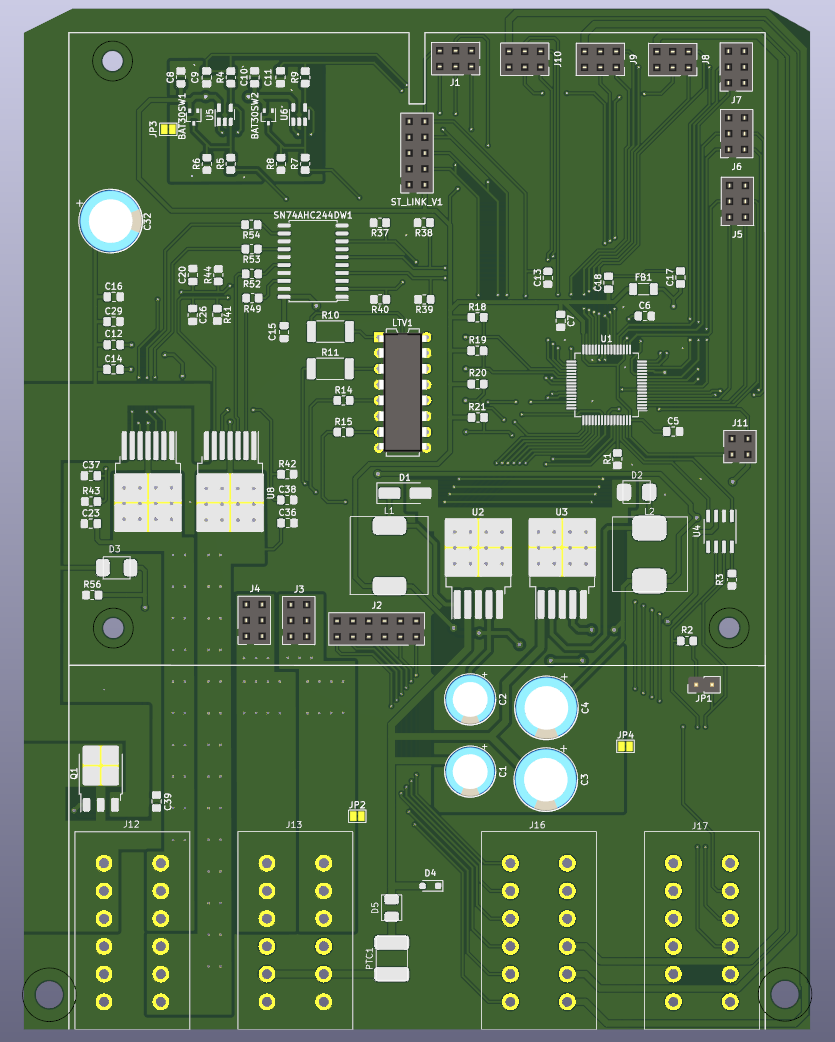 J1
J10
J9
J8
J7
C8
C9
R4
C10
C11
R9
BAT30SW1
U5
BAT30SW2
U6
JP3
R6
R5
R8
R7
ST_LINK_V1
J6
J5
+
C32
SN74AHC244DW1
R54
R37
R38
R53
C20
R44
R52
C16
R49
R40
R39
C13
C18
FB1
C17
C29
C26
R41
R10
LTV1
R18
C7
C6
C12
C15
R19
U1
C14
R11
R20
R14
R21
R15
C5
J11
R1
C37
R42
D1
D2
R43
U8
C38
L1
U2
U3
L2
U4
C23
C36
D3
R56
R3
J4
J3
J2
R2
+
C2
+
C4
JP1
JP4
+
C1
+
C3
Q1
C39
JP2
J12
J13
J16
J17
D4
D5
PTC1